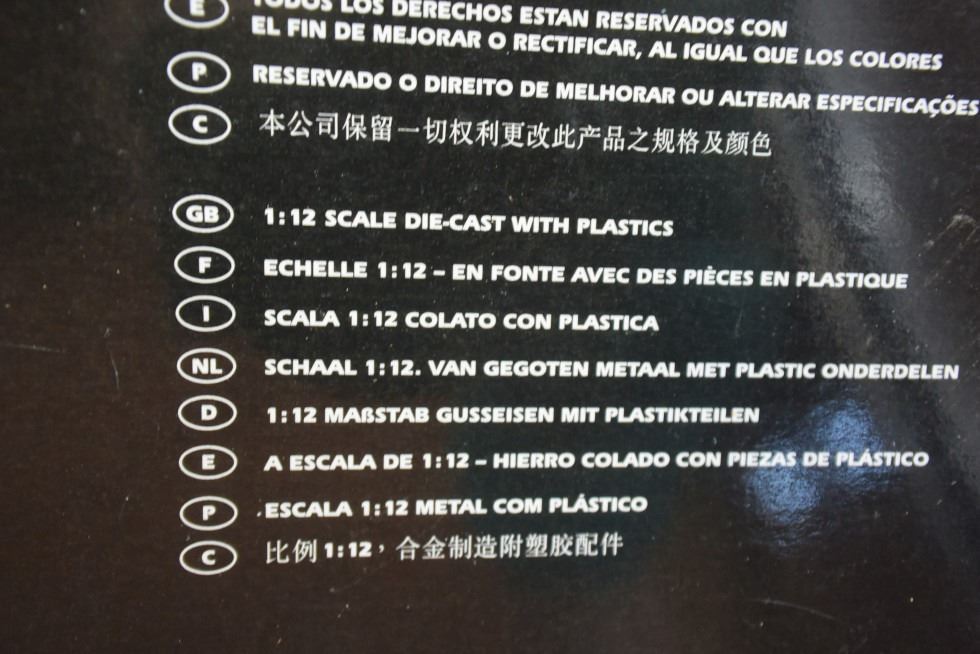 E TODOS LOS DERECHOS ESTAN RESERVADOS CON
EL FIN DE MEJORAR O RECTIFICAR, AL IGUAL QUE LOS COLORES
P RESERVADO O DIREITO DE MELHORAR OU ALTERAR ESPECIFICAÇÕES
C 本公司保留一切权利更改此产品之规格及颜色
GB 1:12 SCALE DIE-CAST WITH PLASTICS
F ECHELLE 1:12 – EN FONTE AVEC DES PIÈCES EN PLASTIQUE
I SCALA 1:12 COLATO CON PLASTICA
NL SCHAAL 1:12. VAN GEGOTEN METAAL MET PLASTIC ONDERDELEN
D 1:12 MAßSTAB GUSSEISEN MIT PLASTIKTEILEN
E A ESCALA DE 1:12 – HIERRO COLADO CON PIEZAS DE PLÁSTICO
P ESCALA 1:12 METAL COM PLÁSTICO
C 比例 1:12，合金制造附塑胶配件